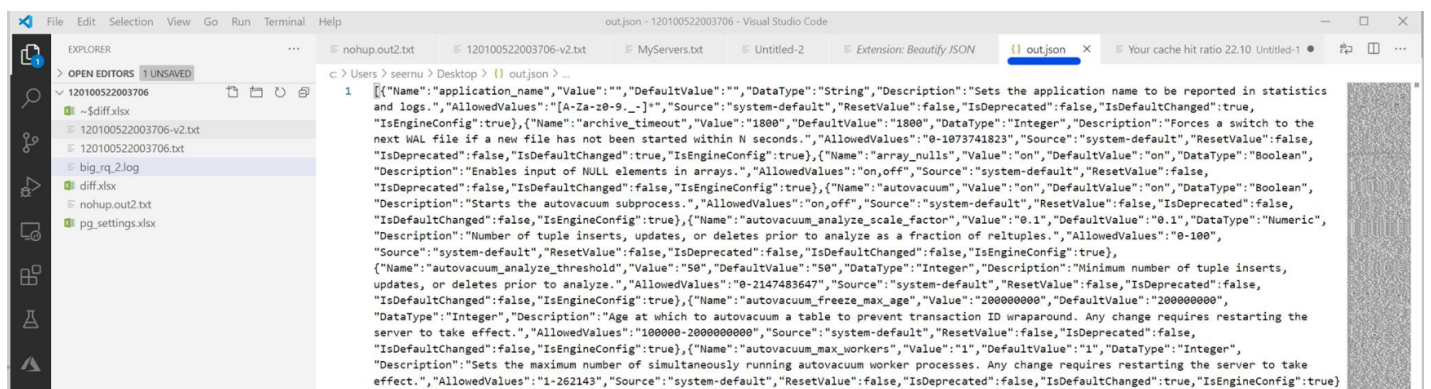 File Edit Selection View Go Run Terminal Help
out.json - 120100522003706 - Visual Studio Code
EXPLORER
nohup.out2.txt
120100522003706-v2.txt
MyServers.txt
Untitled-2
Extension: Beautify JSON
{} out.json
Your cache hit ratio 22.10 Untitled-1
1
OPEN EDITORS 1 UNSAVED
120100522003706
~$diff.xlsx
120100522003706-v2.txt
120100522003706.txt
big_rq_2.log
diff.xlsx
nohup.out2.txt
pg_settings.xlsx
c: > Users > seernu > Desktop > {} out.json > ...
1 [{"Name":"application_name","Value":"","DefaultValue":"","DataType":"String","Description":"Sets the application name to be reported in statistics
and logs.","AllowedValues":"[A-Za-z0-9._-]*","Source":"system-default","ResetValue":false,"IsDeprecated":false,"IsDefaultChanged":true,
"IsEngineConfig":true},{"Name":"archive_timeout","Value":"1800","DefaultValue":"1800","DataType":"Integer","Description":"Forces a switch to the
next WAL file if a new file has not been started within N seconds.","AllowedValues":"0-1073741823","Source":"system-default","ResetValue":false,
"IsDeprecated":false,"IsDefaultChanged":true,"IsEngineConfig":true},{"Name":"array_nulls","Value":"on","DefaultValue":"on","DataType":"Boolean",
"Description":"Enables input of NULL elements in arrays.","AllowedValues":"on,off","Source":"system-default","ResetValue":false,
"IsDeprecated":false,"IsDefaultChanged":false,"IsEngineConfig":true},{"Name":"autovacuum","Value":"on","DefaultValue":"on","DataType":"Boolean",
"Description":"Starts the autovacuum subprocess.","AllowedValues":"on,off","Source":"system-default","ResetValue":false,"IsDeprecated":false,
"IsDefaultChanged":false,"IsEngineConfig":true},{"Name":"autovacuum_analyze_scale_factor","Value":"0.1","DefaultValue":"0.1","DataType":"Numeric",
"Description":"Number of tuple inserts, updates, or deletes prior to analyze as a fraction of reltuples.","AllowedValues":"0-100",
"Source":"system-default","ResetValue":false,"IsDeprecated":false,"IsDefaultChanged":false,"IsEngineConfig":true},
{"Name":"autovacuum_analyze_threshold","Value":"50","DefaultValue":"50","DataType":"Integer","Description":"Minimum number of tuple inserts,
updates, or deletes prior to analyze.","AllowedValues":"0-2147483647","Source":"system-default","ResetValue":false,"IsDeprecated":false,
"IsDefaultChanged":false,"IsEngineConfig":true},{"Name":"autovacuum_freeze_max_age","Value":"200000000","DefaultValue":"200000000",
"DataType":"Integer","Description":"Age at which to autovacuum a table to prevent transaction ID wraparound. Any change requires restarting the
server to take effect.","AllowedValues":"100000-2000000000","Source":"system-default","ResetValue":false,"IsDeprecated":false,
"IsDefaultChanged":false,"IsEngineConfig":true},{"Name":"autovacuum_max_workers","Value":"1","DefaultValue":"1","DataType":"Integer",
"Description":"Sets the maximum number of simultaneously running autovacuum worker processes. Any change requires restarting the server to take
effect.","AllowedValues":"1-262143","Source":"system-default","ResetValue":false,"IsDeprecated":false,"IsDefaultChanged":true,"IsEngineConfig":true}